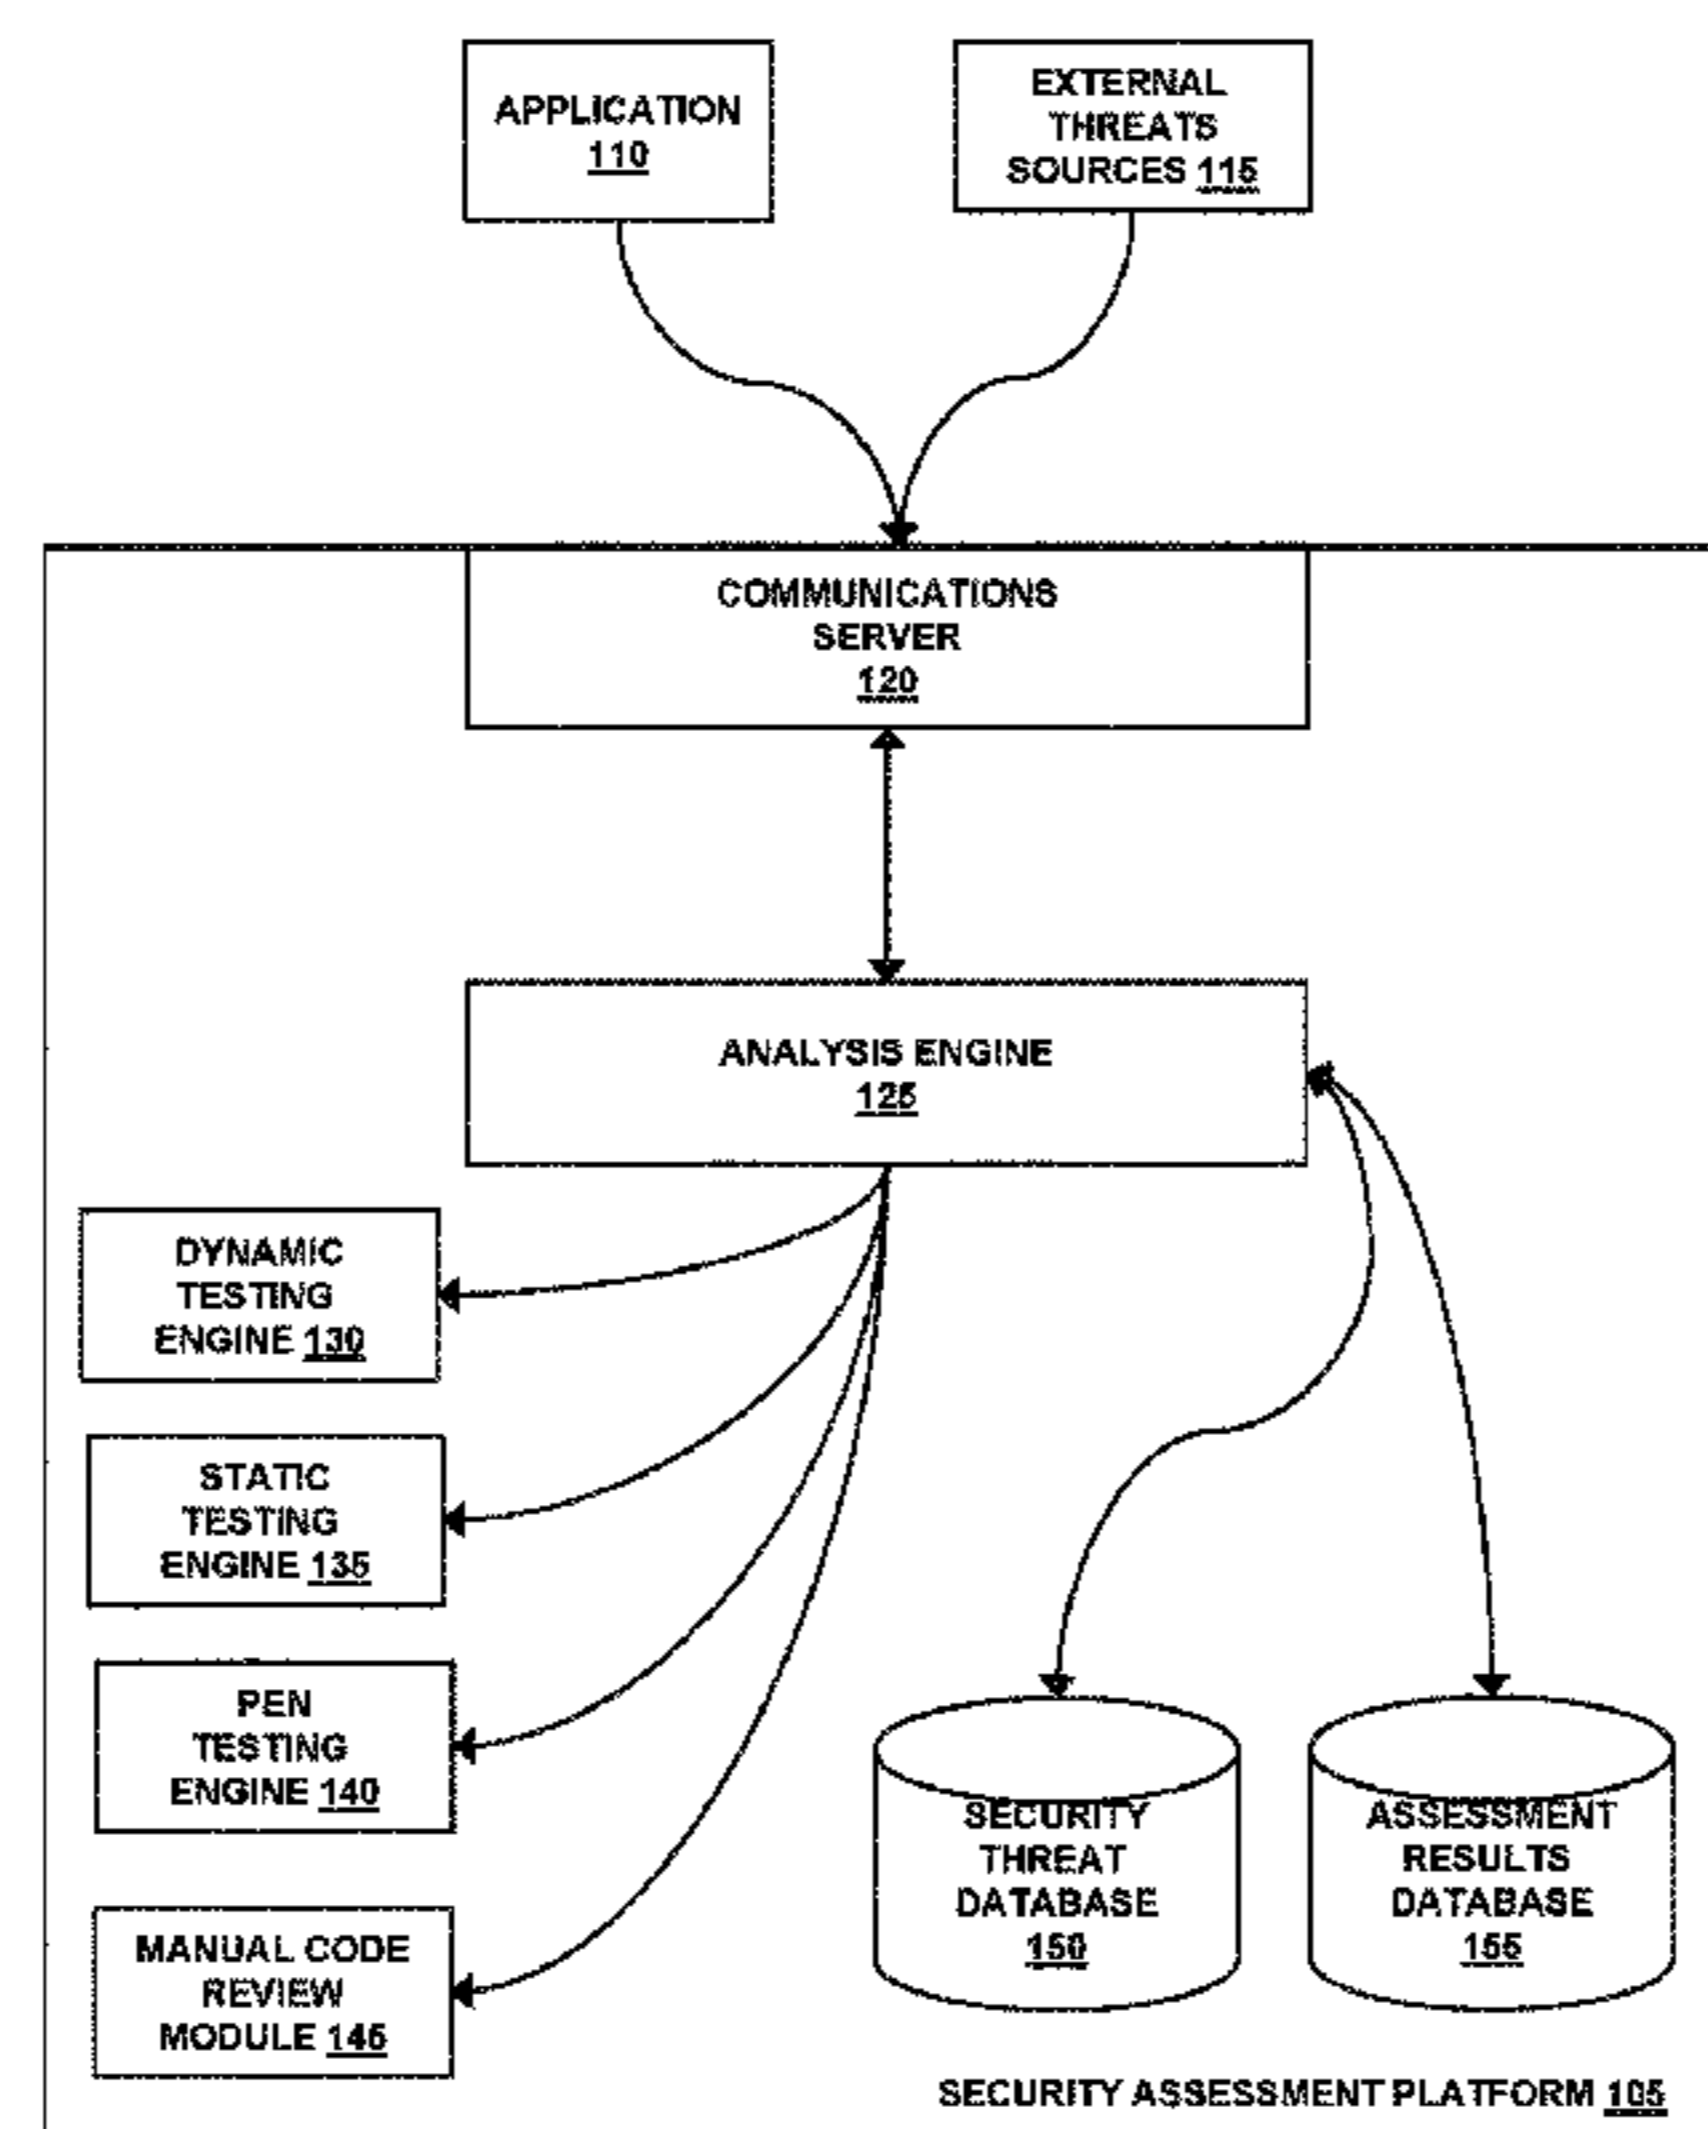 APPLICATION
110
EXTERNAL
THREATS
SOURCES 115
COMMUNICATIONS
SERVER
120
ANALYSIS ENGINE
125
DYNAMIC
TESTING
ENGINE 130
STATIC
TESTING
ENGINE 135
PEN
TESTING
ENGINE 140
MANUAL CODE
REVIEW
MODULE 145
SECURITY
THREAT
DATABASE
150
ASSESSMENT
RESULTS
DATABASE
155
SECURITY ASSESSMENT PLATFORM 105